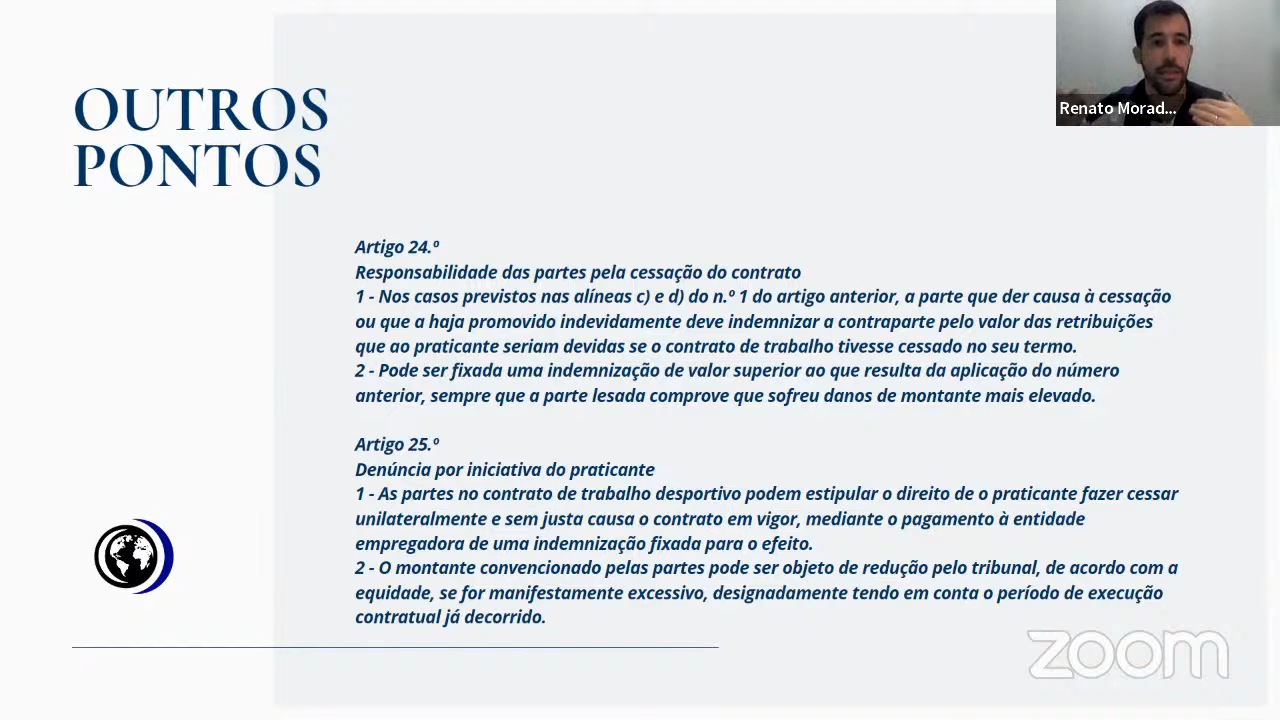 OUTROS
PONTOS
Renato Morad...
Artigo 24.º
Responsabilidade das partes pela cessação do contrato
1 - Nos casos previstos nas alíneas c) e d) do n.º 1 do artigo anterior, a parte que der causa à cessação
ou que a haja promovido indevidamente deve indemnizar a contraparte pelo valor das retribuições
que ao praticante seriam devidas se o contrato de trabalho tivesse cessado no seu termo.
2 - Pode ser fixada uma indemnização de valor superior ao que resulta da aplicação do número
anterior, sempre que a parte lesada comprove que sofreu danos de montante mais elevado.
Artigo 25.º
Denúncia por iniciativa do praticante
1 - As partes no contrato de trabalho desportivo podem estipular o direito de o praticante fazer cessar
unilateralmente e sem justa causa o contrato em vigor, mediante o pagamento à entidade
empregadora de uma indemnização fixada para o efeito.
2 - O montante convencionado pelas partes pode ser objeto de redução pelo tribunal, de acordo com a
equidade, se for manifestamente excessivo, designadamente tendo em conta o período de execução
contratual já decorrido.
zoom